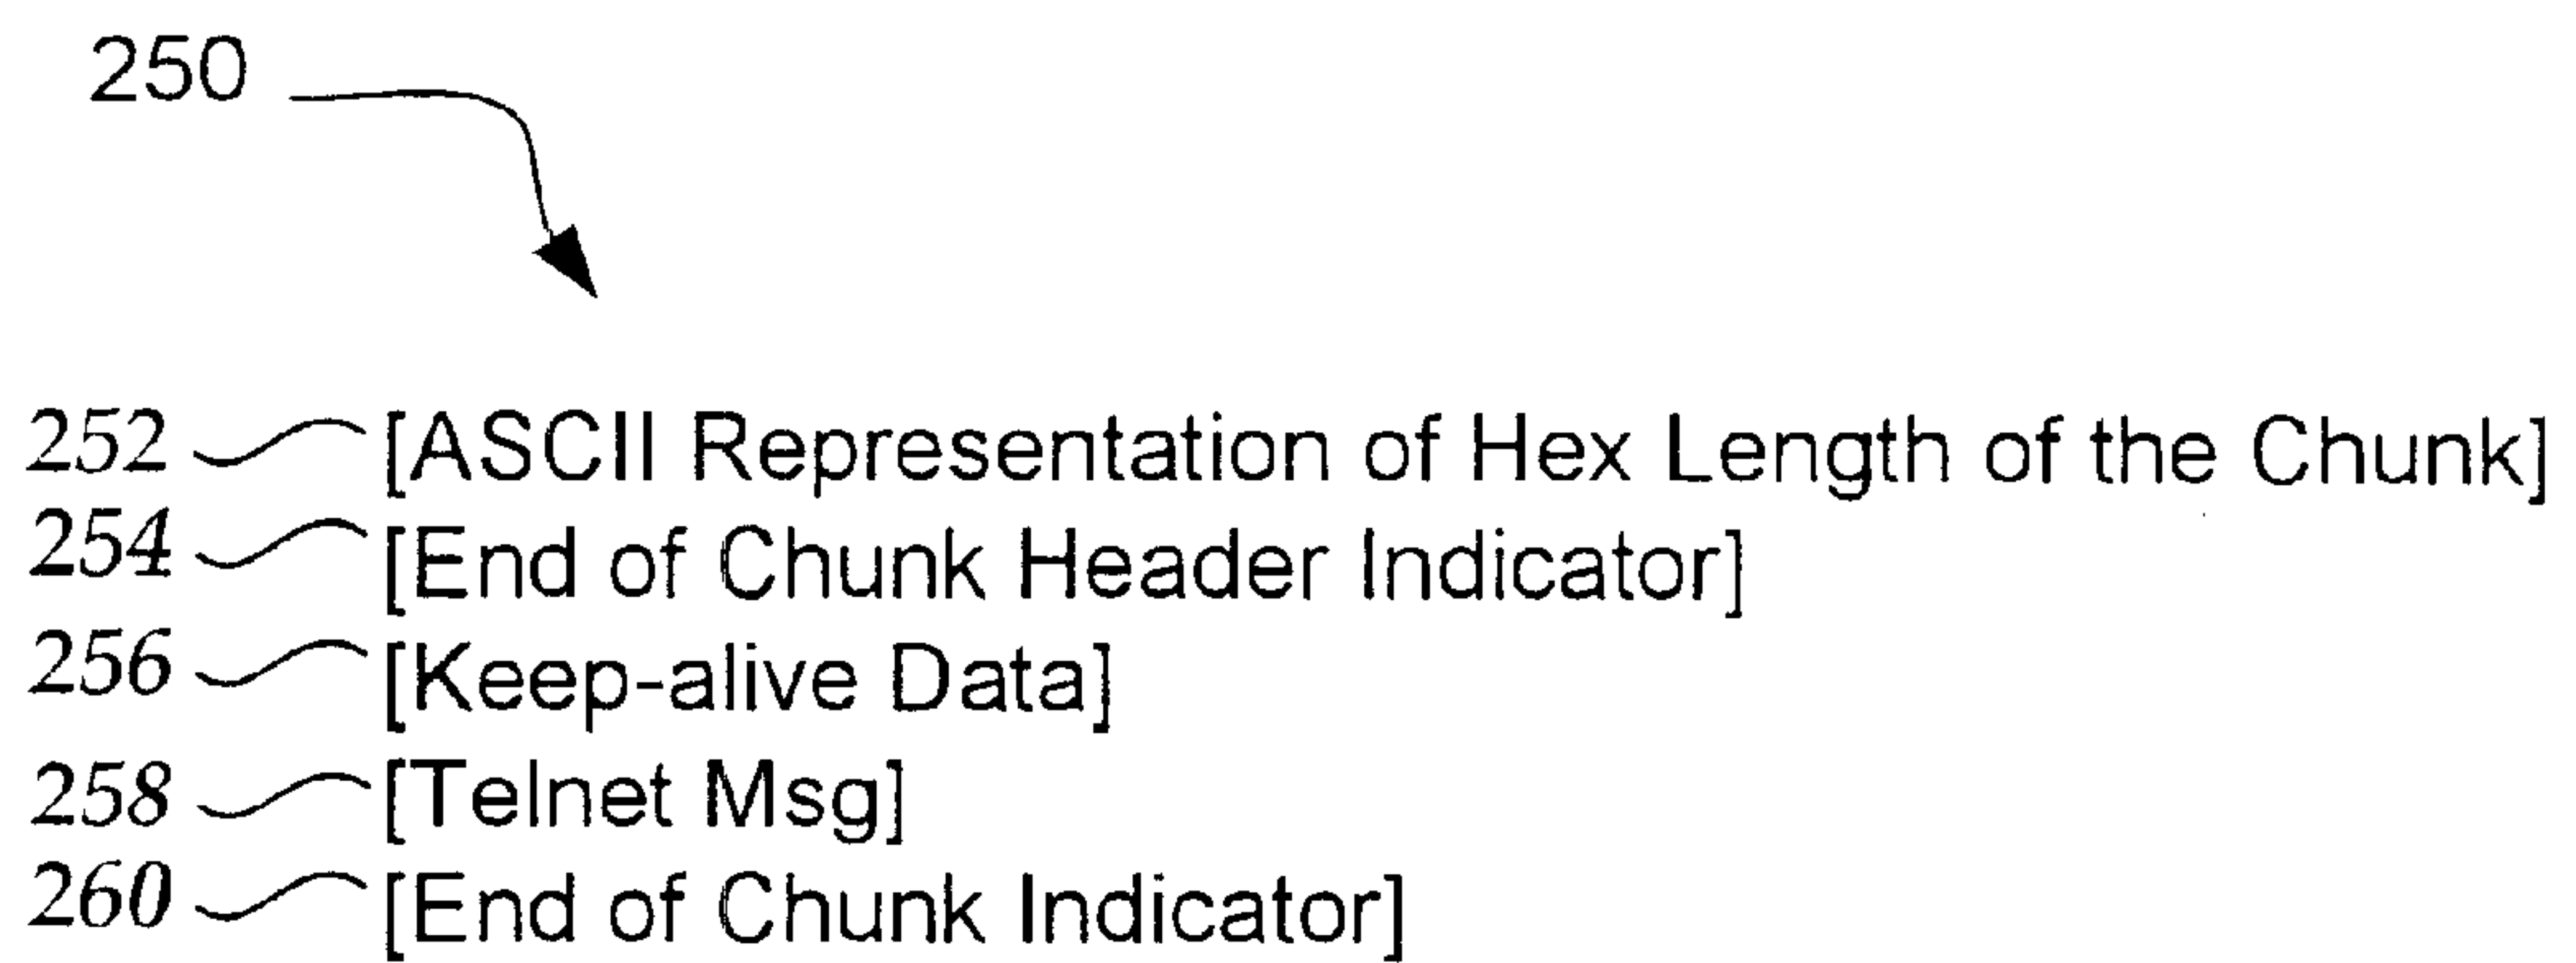 250
252 [ASCII Representation of Hex Length of the Chunk]
254 [End of Chunk Header Indicator]
256 [Keep-alive Data]
258 [Telnet Msg]
260 [End of Chunk Indicator]